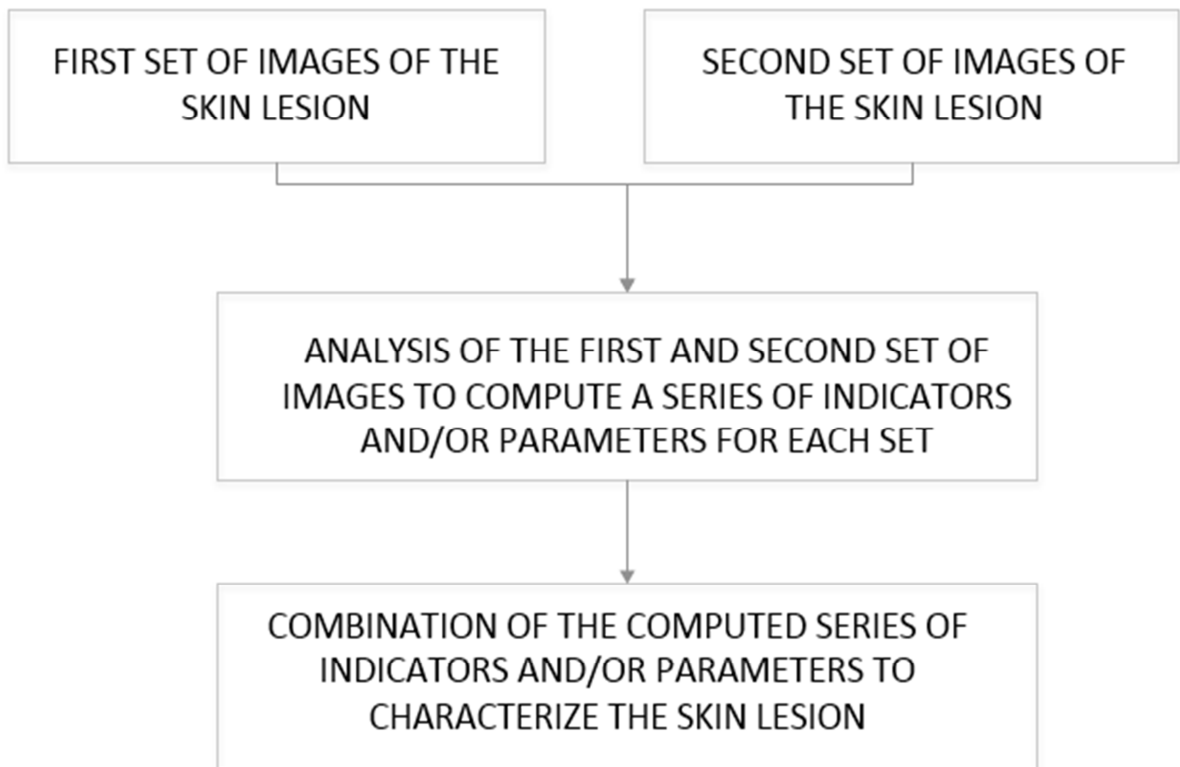 FIRST SET OF IMAGES OF THE
SKIN LESION
SECOND SET OF IMAGES OF
THE SKIN LESION
ANALYSIS OF THE FIRST AND SECOND SET OF
IMAGES TO COMPUTE A SERIES OF INDICATORS
AND/OR PARAMETERS FOR EACH SET
COMBINATION OF THE COMPUTED SERIES OF
INDICATORS AND/OR PARAMETERS TO
CHARACTERIZE THE SKIN LESION